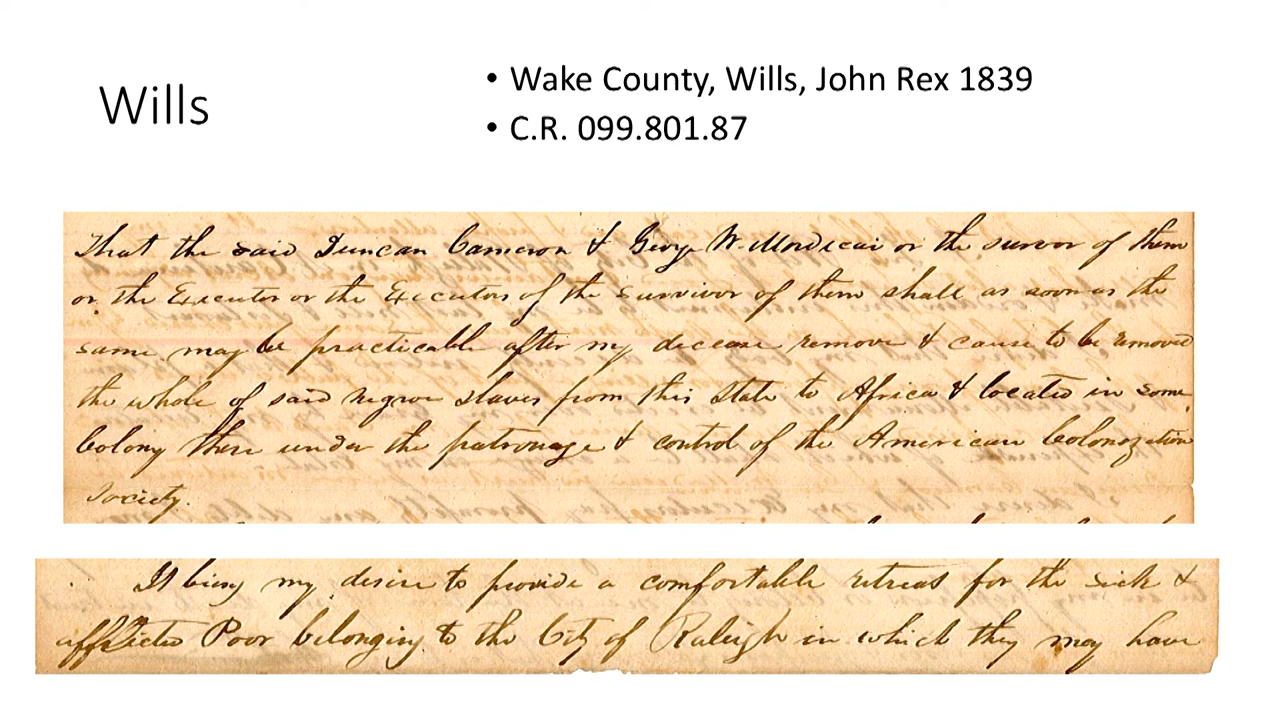 Wills
• Wake County, Wills, John Rex 1839
• C.R. 099.801.87
That the said Duncan Cameron & George W Mordecai or the survor of them
or the Executor or the Executors of the Survivor of them shall as soon as the
same may be practicable after my decease remove & cause to be removed
the whole of said negroe slaves from this State to Africa & located in some
Colony there under the patronage & control of the American Colonization
Society.
It being my desire to provide a comfortable retreat for the sick &
afflicted Poor belonging to the City of Raleigh in which they may have